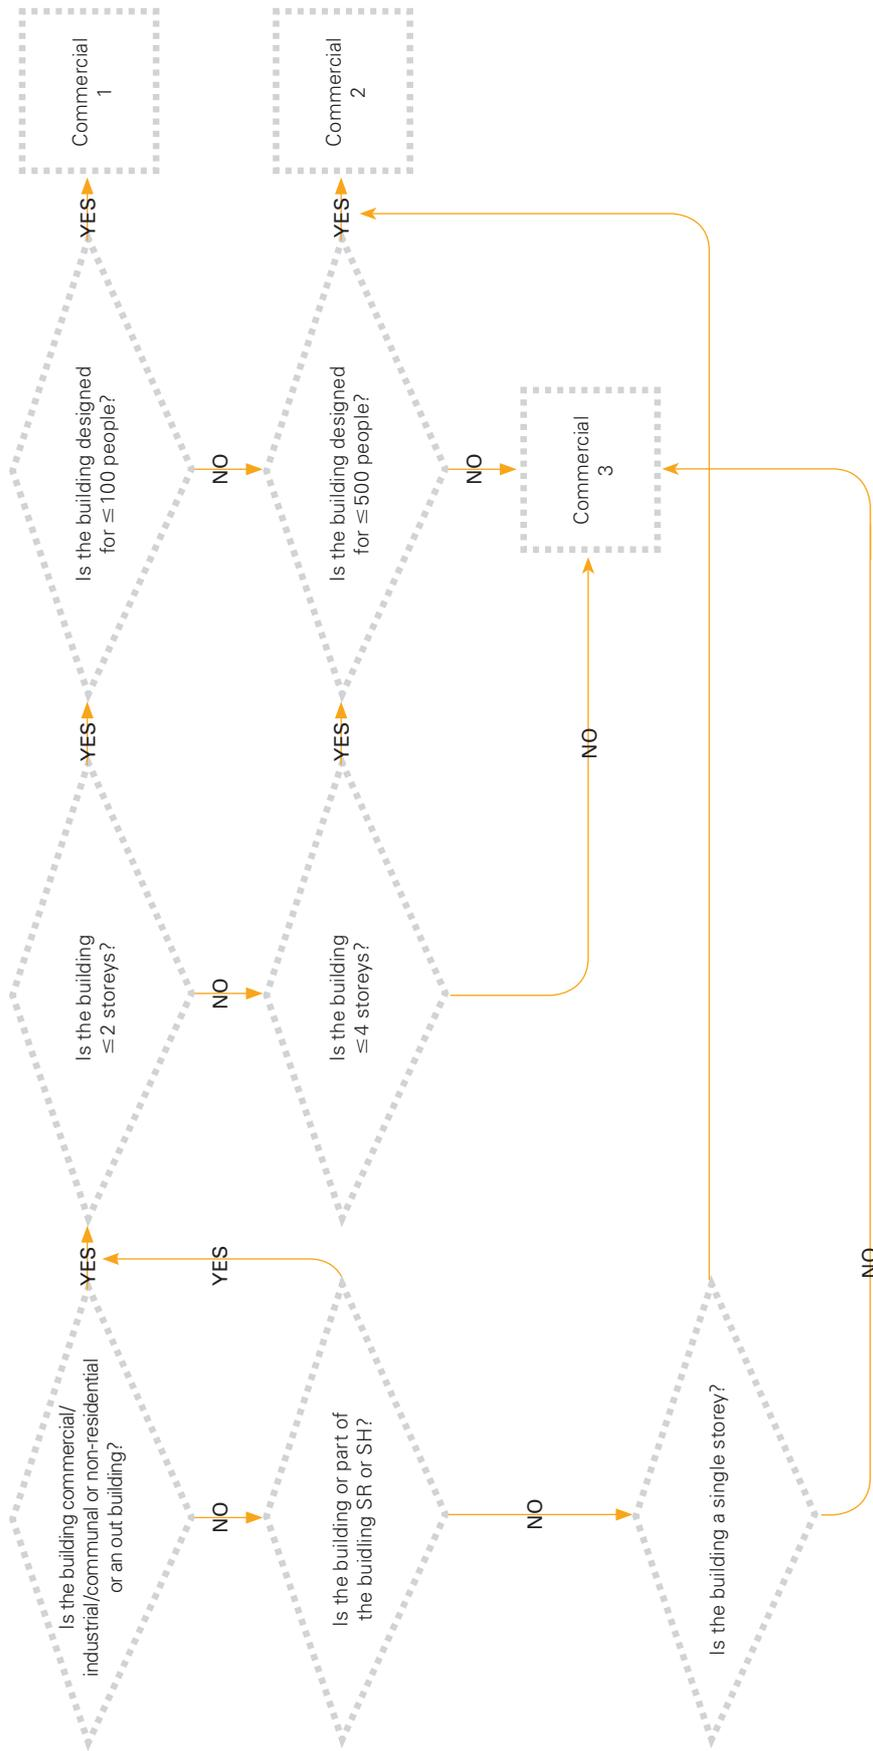 Is the building commercial/
industrial/communal or non-residential
or an out building?
YES
Is the building
≤ 2 storeys?
YES
Is the building designed
for ≤ 100 people?
YES
Commercial
1
NO
YES
NO
NO
Is the building or part of
the buidling SR or SH?
Is the building
≤ 4 storeys?
YES
Is the building designed
for ≤ 500 people?
YES
Commercial
2
NO
NO
NO
Commercial
3
Is the building a single storey?
NO